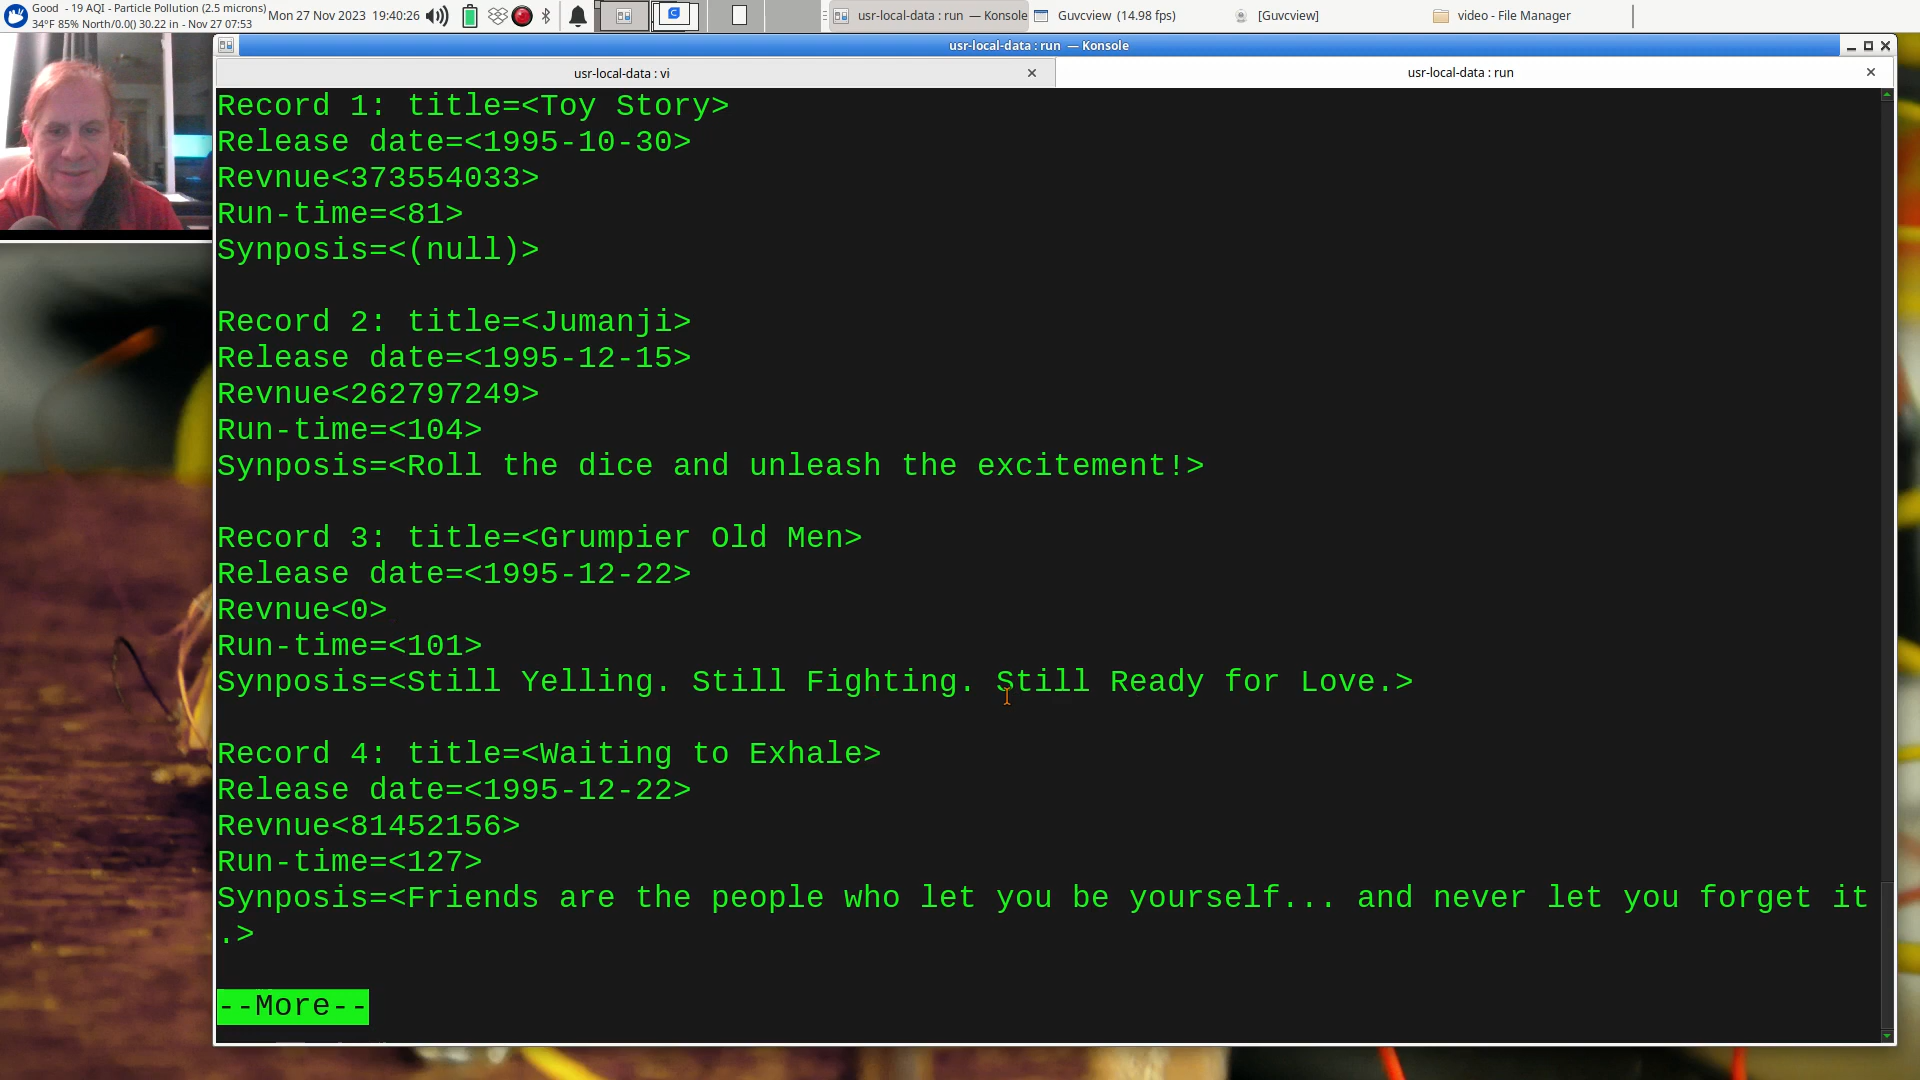 Good - 19 AQI - Particle Pollution (2.5 microns)
34°F 85% North/0.0() 30.22 in - Nov 27 07:53
Mon 27 Nov 2023 19:40:26
usr-local-data : run — Konsole
Guvcview (14.98 fps)
[Guvcview]
video - File Manager
usr-local-data : run — Konsole
usr-local-data : vi
usr-local-data : run
Record 1: title=<Toy Story>
Release date=<1995-10-30>
Revnue<373554033>
Run-time=<81>
Synposis=<(null)>
Record 2: title=<Jumanji>
Release date=<1995-12-15>
Revnue<262797249>
Run-time=<104>
Synposis=<Roll the dice and unleash the excitement!>
Record 3: title=<Grumpier Old Men>
Release date=<1995-12-22>
Revnue<0>
Run-time=<101>
Synposis=<Still Yelling. Still Fighting. Still Ready for Love.>
Record 4: title=<Waiting to Exhale>
Release date=<1995-12-22>
Revnue<81452156>
Run-time=<127>
Synposis=<Friends are the people who let you be yourself... and never let you forget it
.>
--More--